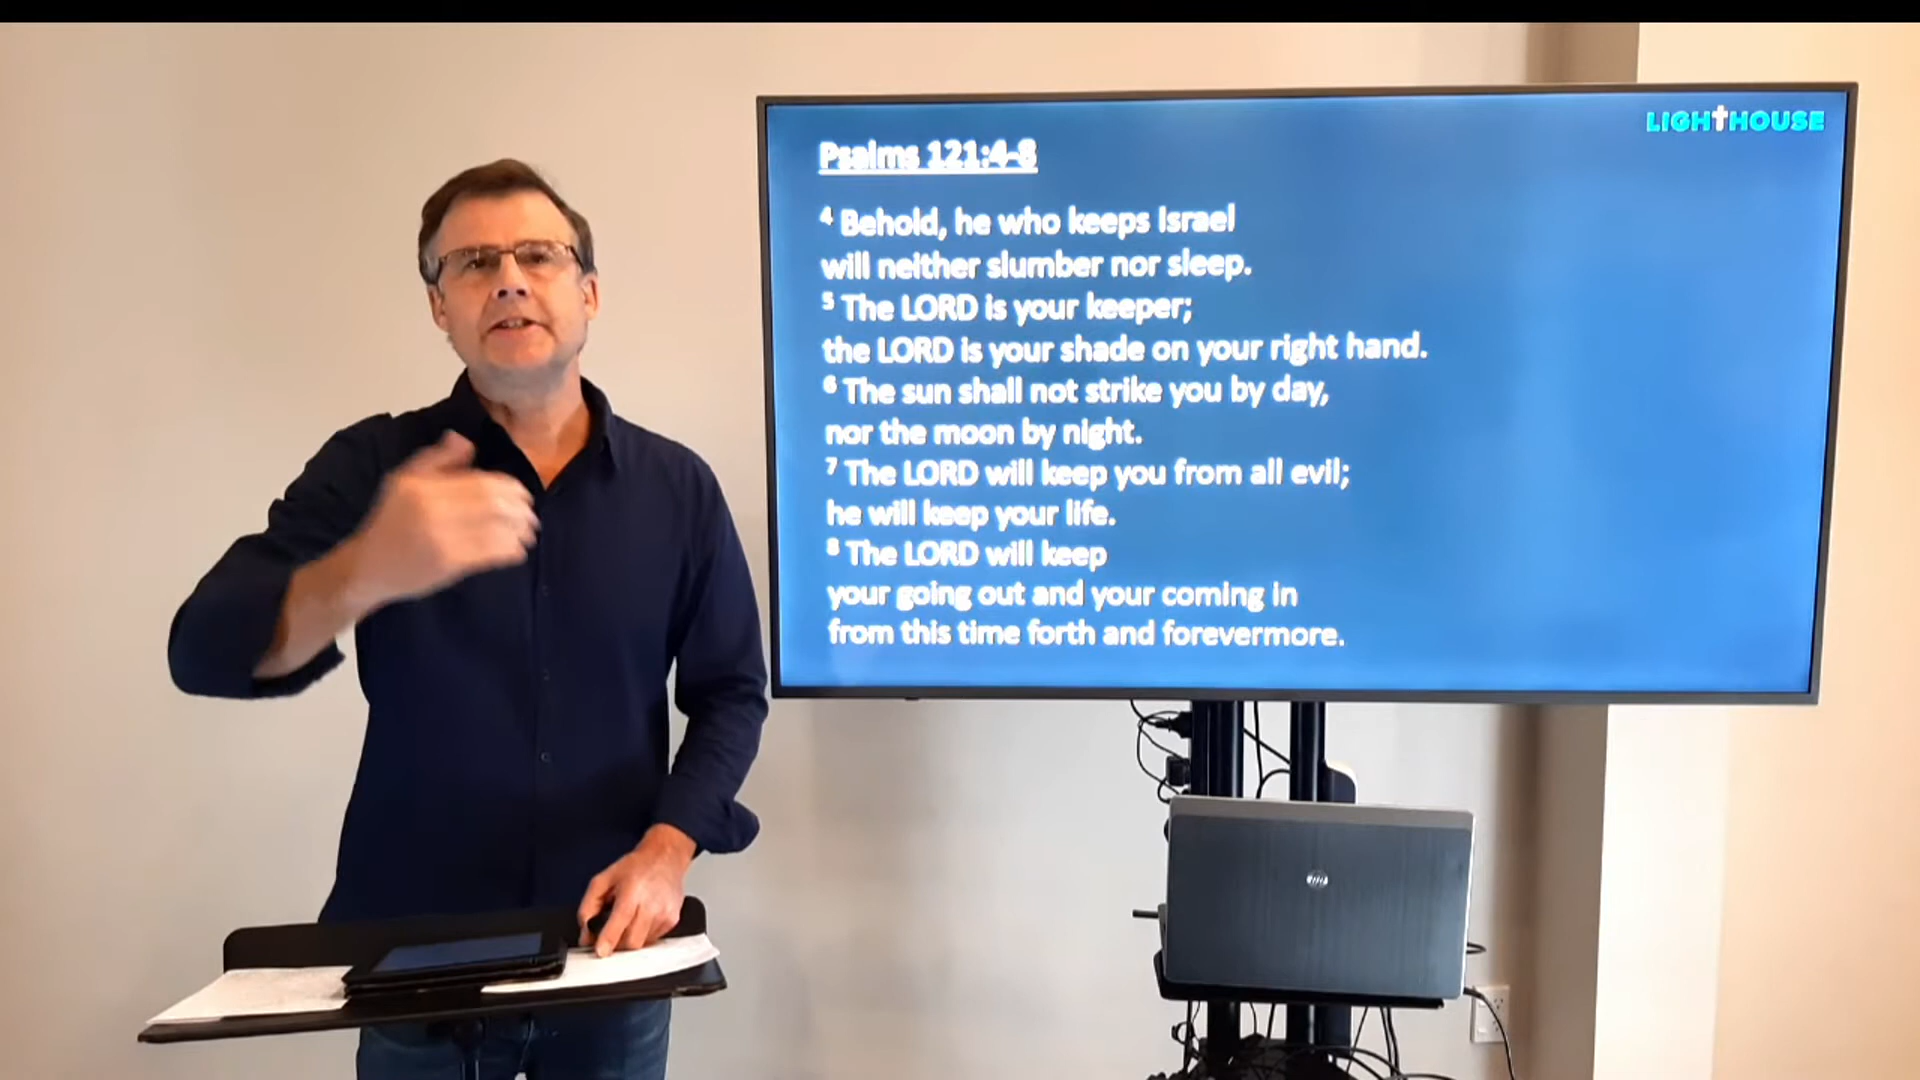 LIGHTHOUSE
Psalms 121:4-8
4 Behold, he who keeps Israel
will neither slumber nor sleep.
5 The LORD is your keeper;
the LORD is your shade on your right hand.
6 The sun shall not strike you by day,
nor the moon by night.
7 The LORD will keep you from all evil;
he will keep your life.
8 The LORD will keep
your going out and your coming in
from this time forth and forevermore.
hp